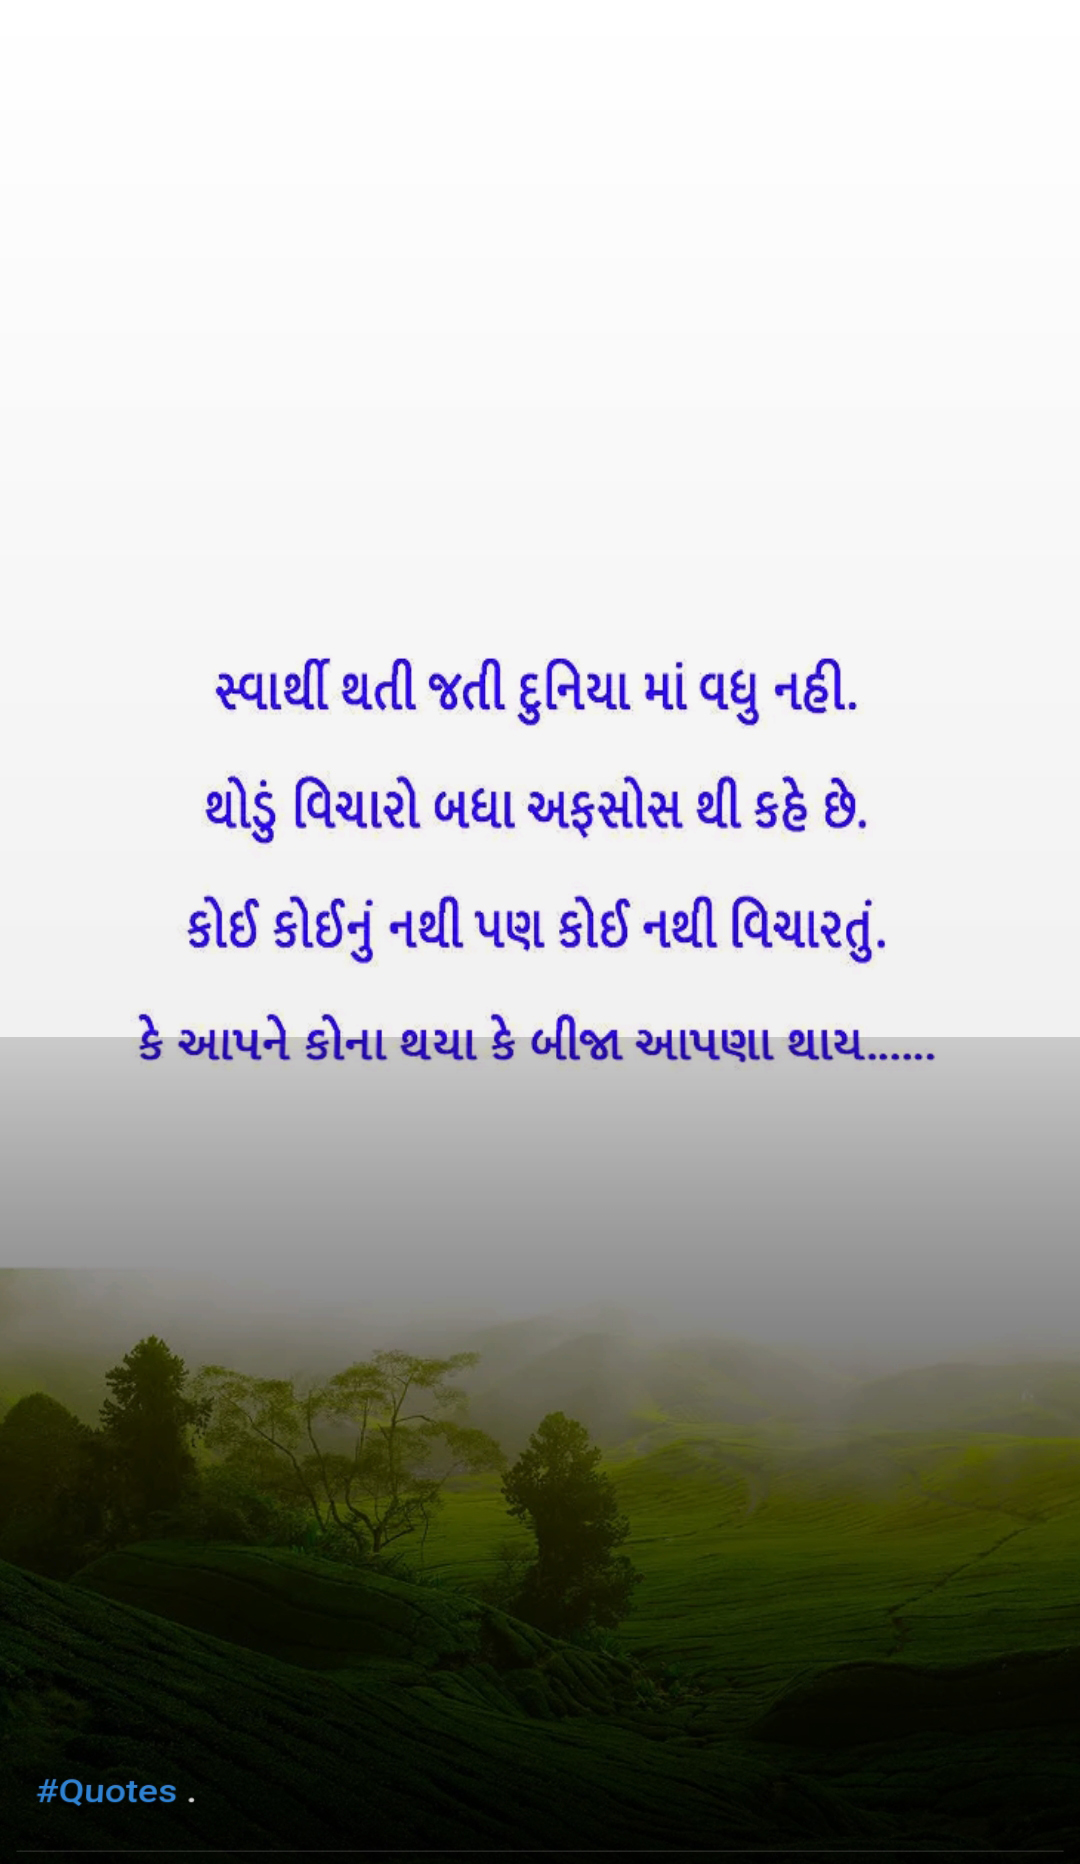 સ્વાર્થી થતી જતી દુનિયા માં વધુ નહી.
થોડું વિચારો બધા અફસોસ થી કહે છે.
કોઈ કોઈનું નથી પણ કોઈ નથી વિચારતું.
કે આપને કોના થયા કે બીજા આપણા થાય......
#Quotes .